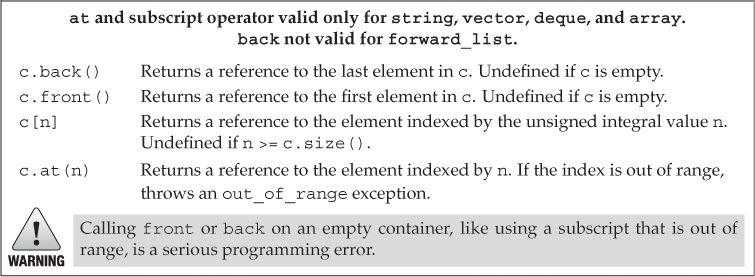 at and subscript operator valid only for string, vector, deque, and array.
back not valid for forward_list.
c.back() Returns a reference to the last element in c. Undefined if c is empty.
c.front() Returns a reference to the first element in c. Undefined if c is empty.
c[n] Returns a reference to the element indexed by the unsigned integral value n.
Undefined if n >= c.size().
c.at(n) Returns a reference to the element indexed by n. If the index is out of range,
throws an out_of_range exception.
! WARNING
Calling front or back on an empty container, like using a subscript that is out of
range, is a serious programming error.